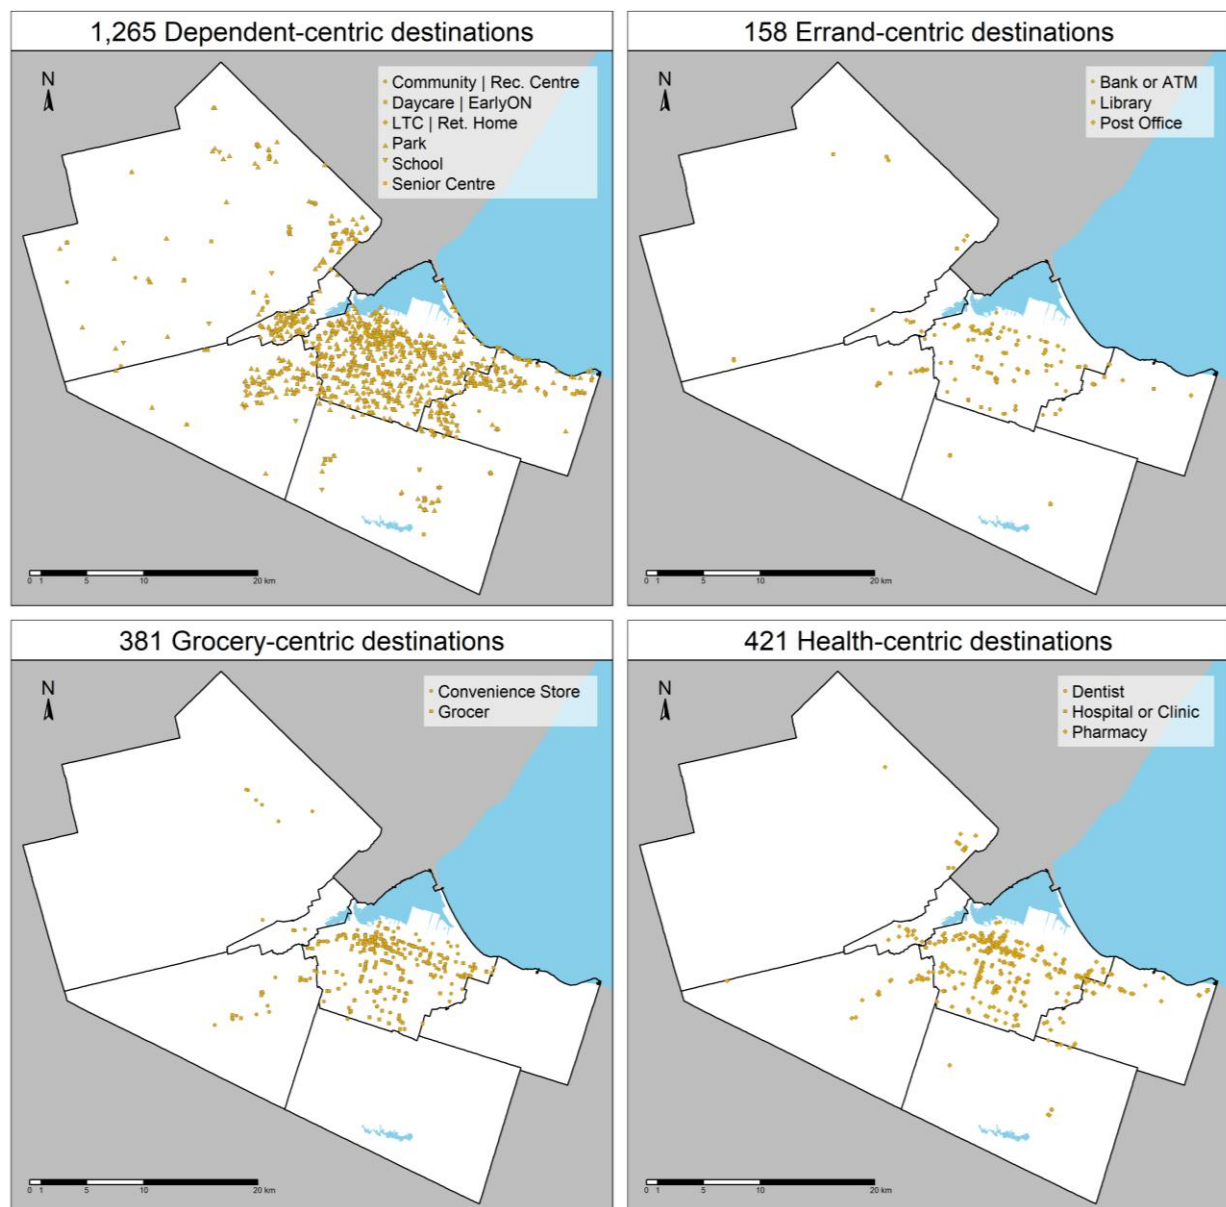 1,265 Dependent-centric destinations
N
Community | Rec. Centre
Daycare | EarlyON
LTC | Ret. Home
Park
School
Senior Centre
0 1 5 10 20 km
158 Errand-centric destinations
N
Bank or ATM
Library
Post Office
0 1 5 10 20 km
381 Grocery-centric destinations
N
Convenience Store
Grocer
0 1 5 10 20 km
421 Health-centric destinations
N
Dentist
Hospital or Clinic
Pharmacy
0 1 5 10 20 km